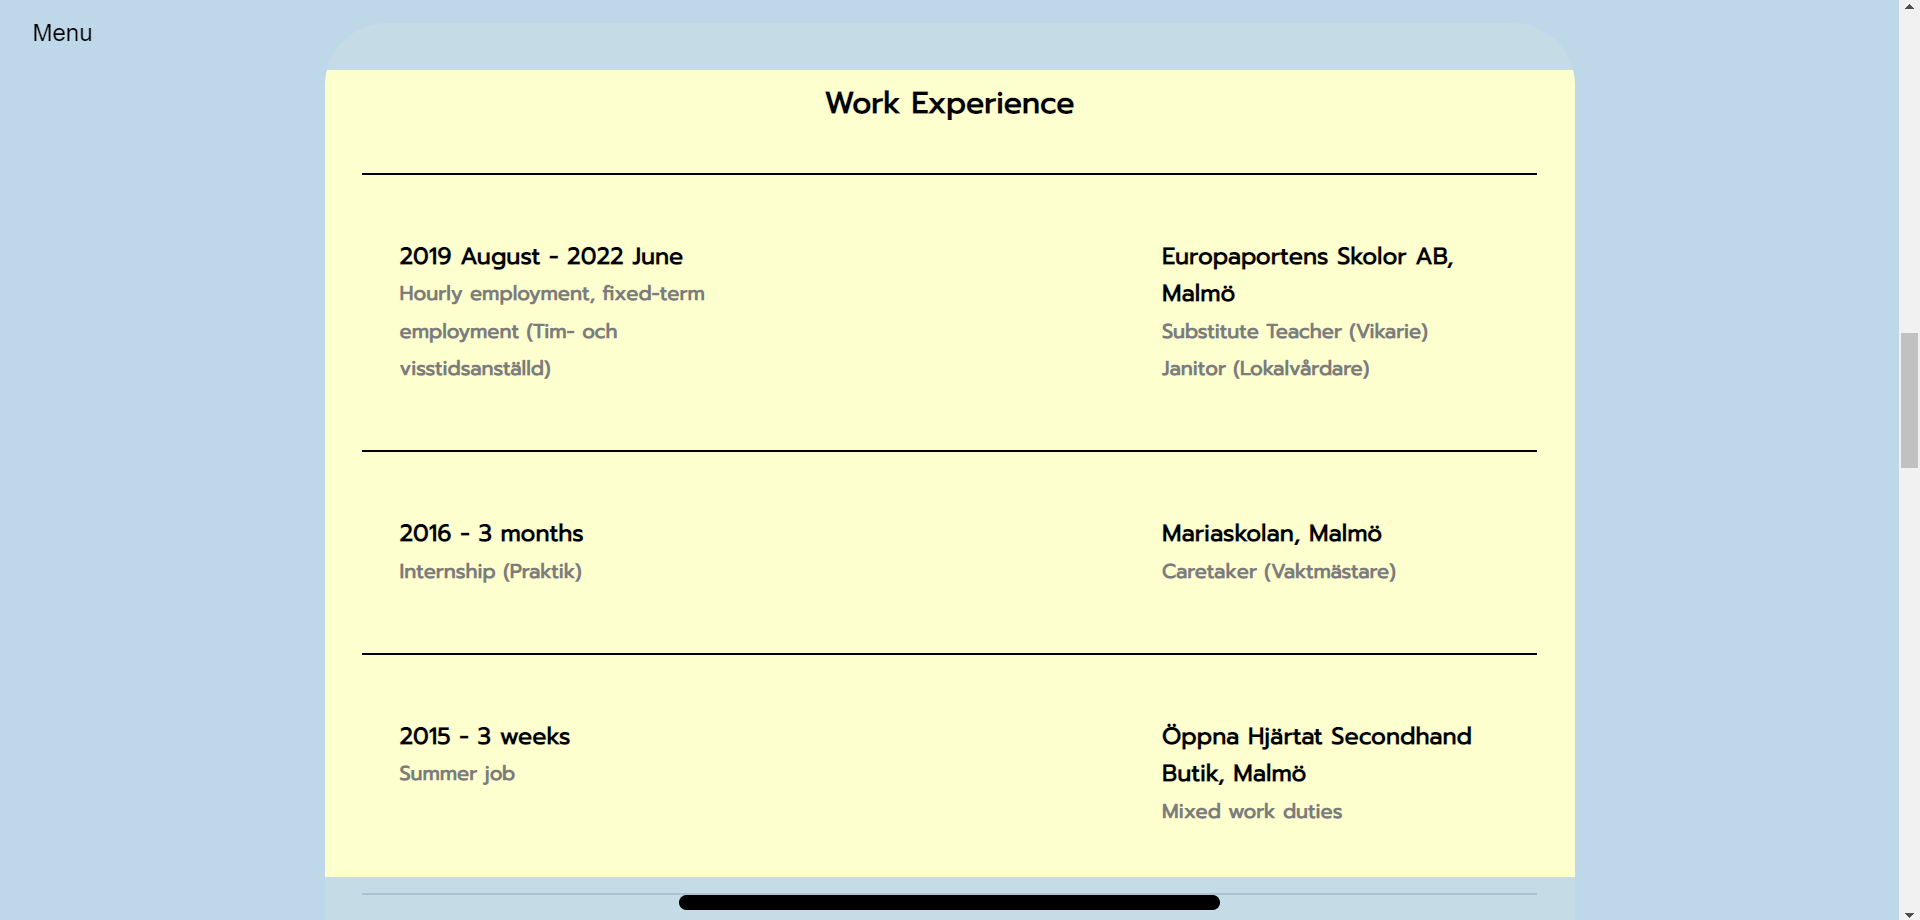 Menu
Work Experience
2019 August - 2022 June
Hourly employment, fixed-term
employment (Tim- och
visstidsanställd)
Europaportens Skolor AB,
Malmö
Substitute Teacher (Vikarie)
Janitor (Lokalvårdare)
2016 - 3 months
Internship (Praktik)
Mariaskolan, Malmö
Caretaker (Vaktmästare)
2015 - 3 weeks
Summer job
Öppna Hjärtat Secondhand
Butik, Malmö
Mixed work duties